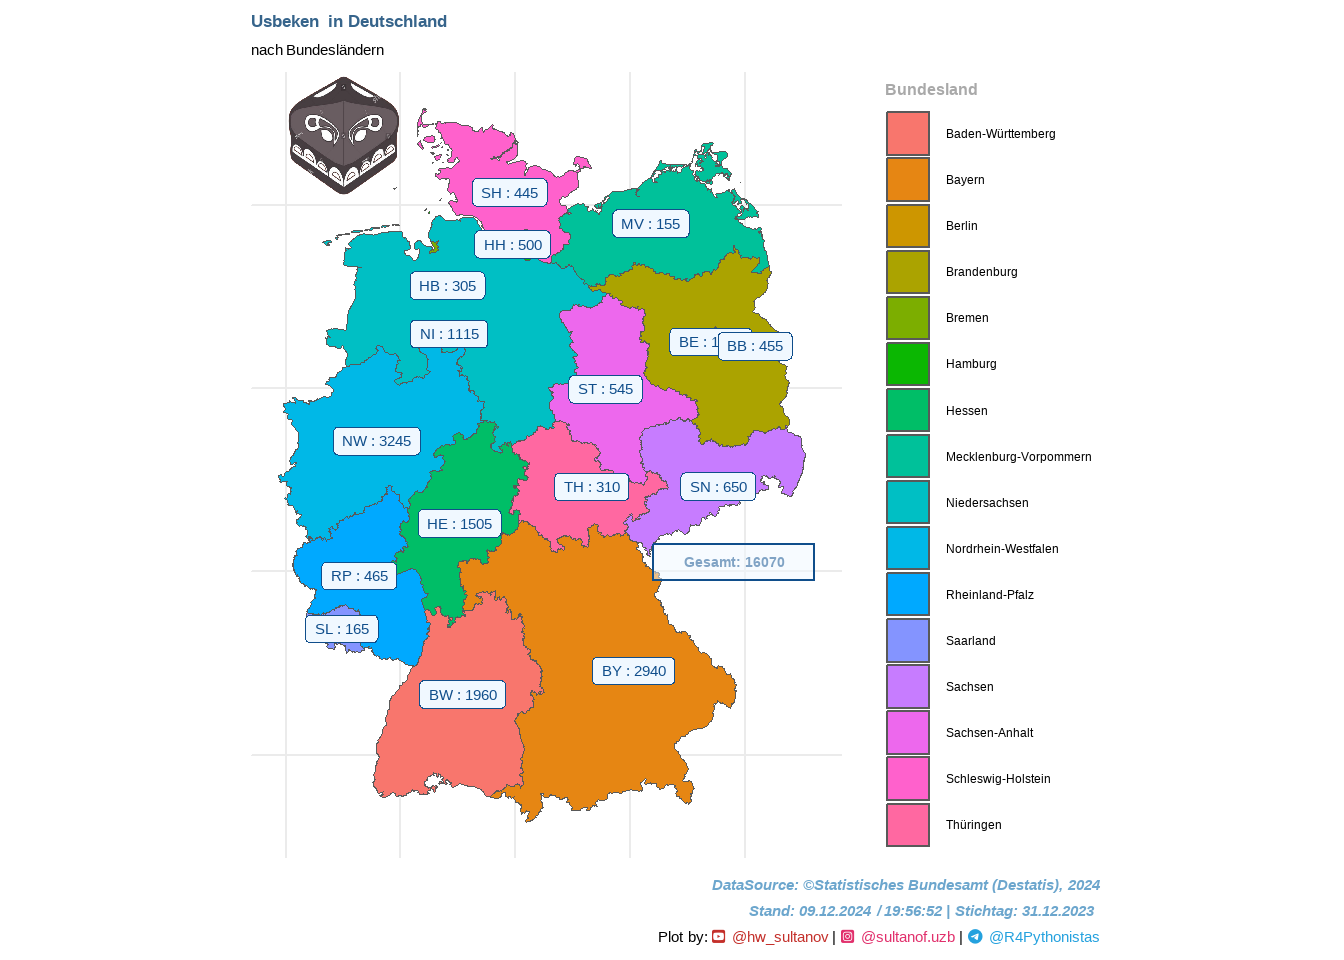 Usbeken  in Deutschland
nach Bundesländern
Bundesland
Baden-Württemberg
Bayern
Berlin
Brandenburg
Bremen
Hamburg
Hessen
Mecklenburg-Vorpommern
Niedersachsen
Nordrhein-Westfalen
Rheinland-Pfalz
Saarland
Sachsen
Sachsen-Anhalt
Schleswig-Holstein
Thüringen
SH : 445
MV : 155
HH : 500
HB : 305
NI : 1115
BE :
BB : 455
ST : 545
NW : 3245
TH : 310
SN : 650
HE : 1505
Gesamt: 16070
RP : 465
SL : 165
BY : 2940
BW : 1960
DataSource: ©Statistisches Bundesamt (Destatis), 2024
Stand: 09.12.2024 / 19:56:52 | Stichtag: 31.12.2023
Plot by: @hw_sultanov | @sultanof.uzb | @R4Pythonistas